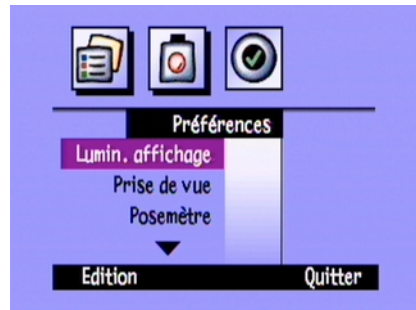 Préférences
Lumin. affichage
Prise de vue
Posemètre
Edition Quitter